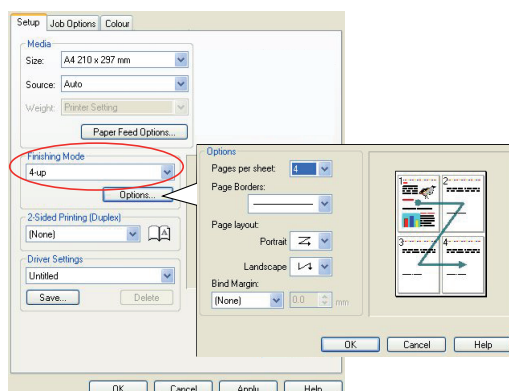 Setup Job Options Colour
Media
Size: A4 210 x 297 mm
Source: Auto
Weight: Printer Setting
Paper Feed Options...
Finishing Mode
4-up
Options...
2-Sided Printing (Duplex)
(None)
A
Driver Settings
Untitled
Save... Delete
OK Cancel Apply Help
Options
Pages per sheet: 4
Page Borders:
Page layout:
Portrait
Landscape
Bind Margin:
(None) 0.0 mm
1 2
3 4
OK Cancel Help